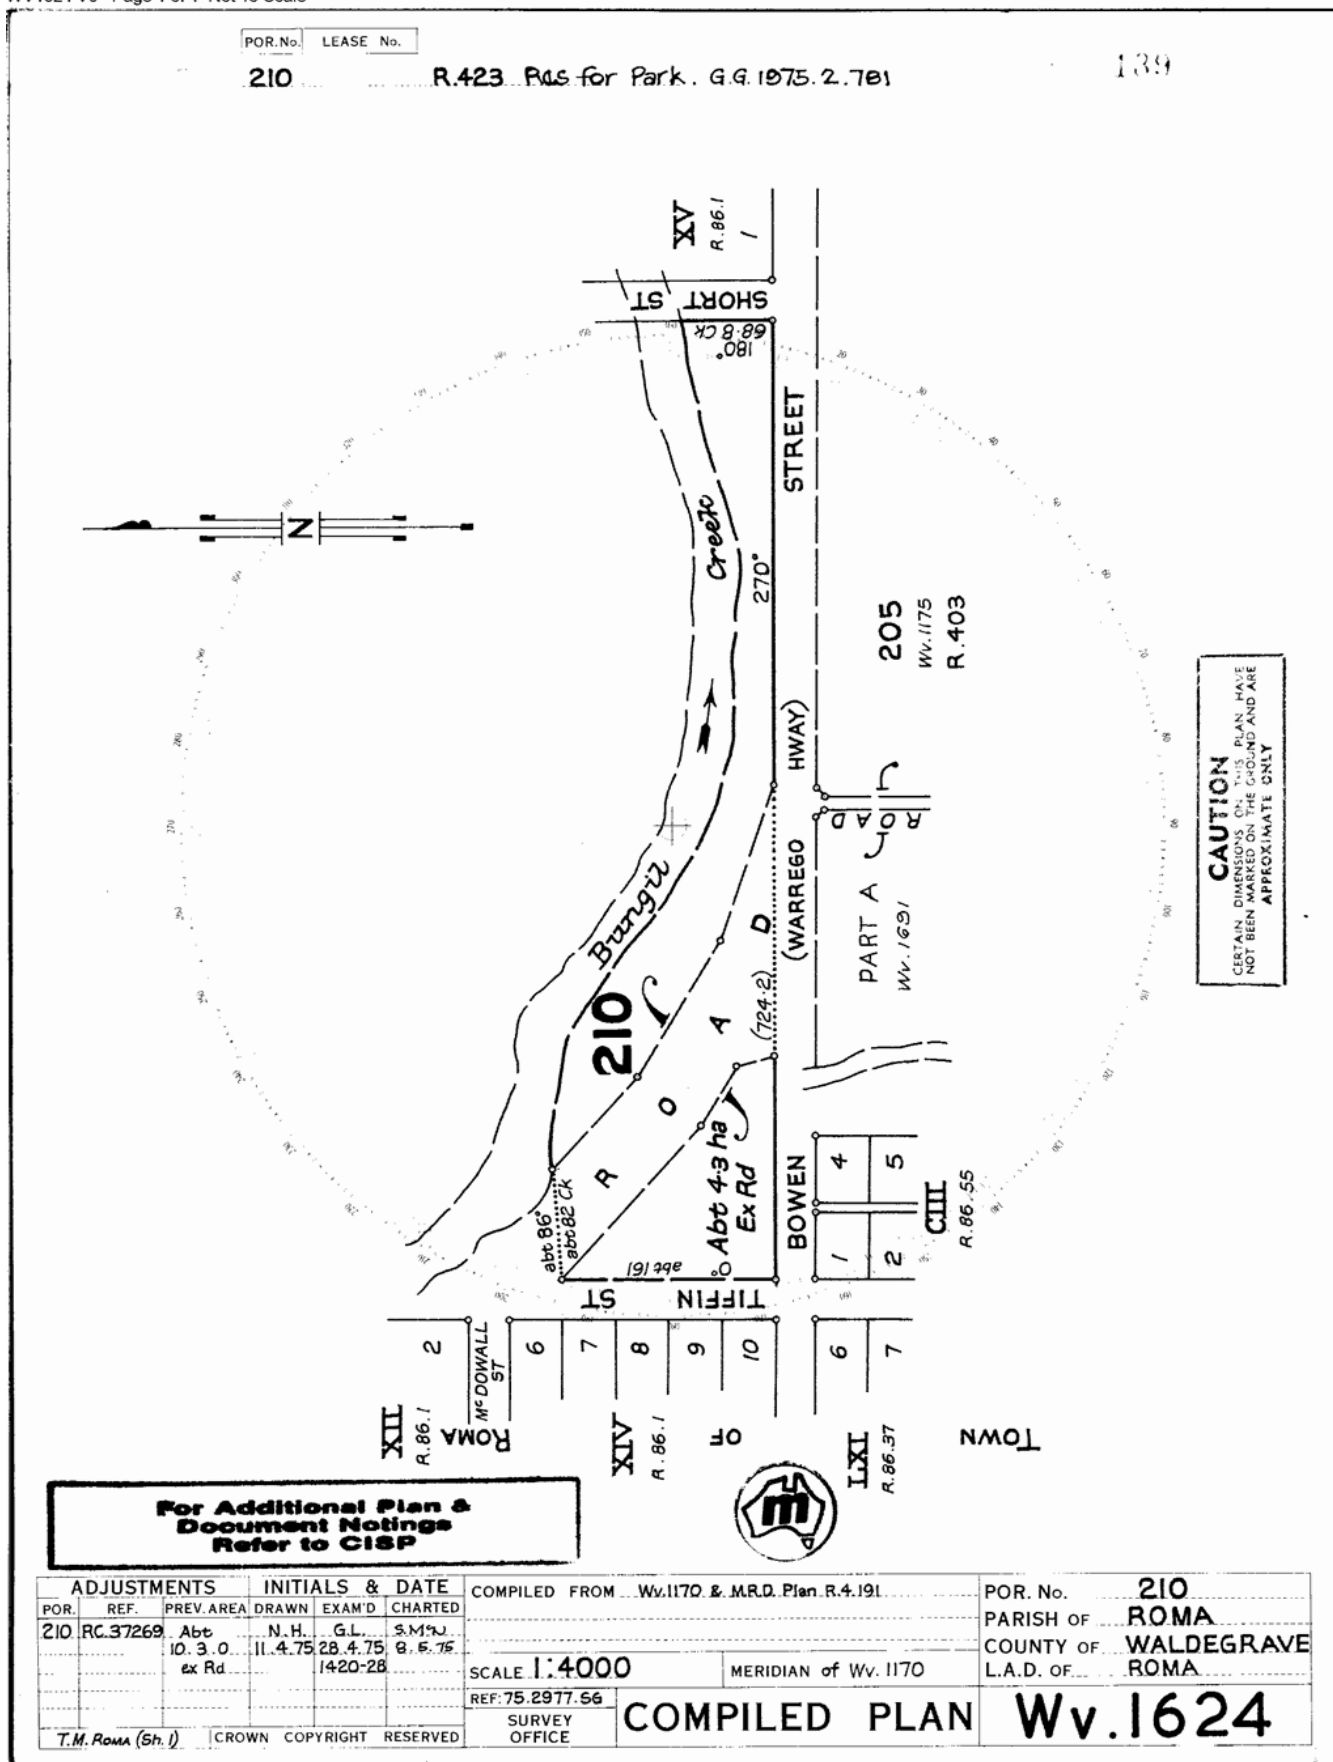 POR.No. LEASE No.
210 R.423 Res for Park. G.G. 1975.2.781
139
XV
R.86.1
1
SHORT ST
68·8 Ck
180°
STREET
Creek
270°
N
205
Wv.1175
R.403
HWAY)
(WARREGO
ROAD
CAUTION
CERTAIN DIMENSIONS ON THIS PLAN HAVE
NOT BEEN MARKED ON THE GROUND AND ARE
APPROXIMATE ONLY
Bungil
PART A
Wv.1691
210
(724·2)
ROAD
Abt 4·3 ha
Ex Rd
abt 86°
abt 82 Ck
abt 161
0°
BOWEN
4
5
1
2
CIII
R.86.55
TIFFIN ST
2
McDOWALL
ST
6
7
8
9
10
6
7
XII
R.86.1
XIV
R.86.1
LXI
R.86.37
TOWN OF ROMA
m
For Additional Plan &
Document Notings
Refer to CISP
ADJUSTMENTS INITIALS & DATE
POR. REF. PREV. AREA DRAWN EXAM'D CHARTED
210 RC.37269 Abt N.H. G.L.
10.3.0 11.4.75 28.4.75 8.5.75
ex Rd 1420-28
T.M. ROMA (Sh. 1) CROWN COPYRIGHT RESERVED
COMPILED FROM Wv.1170 & M.R.D. Plan R.4.191
SCALE 1:4000 MERIDIAN of Wv. 1170
REF: 75.2977.56
SURVEY
OFFICE
COMPILED PLAN
POR. No. 210
PARISH OF ROMA
COUNTY OF WALDEGRAVE
L.A.D. OF ROMA
Wv.1624